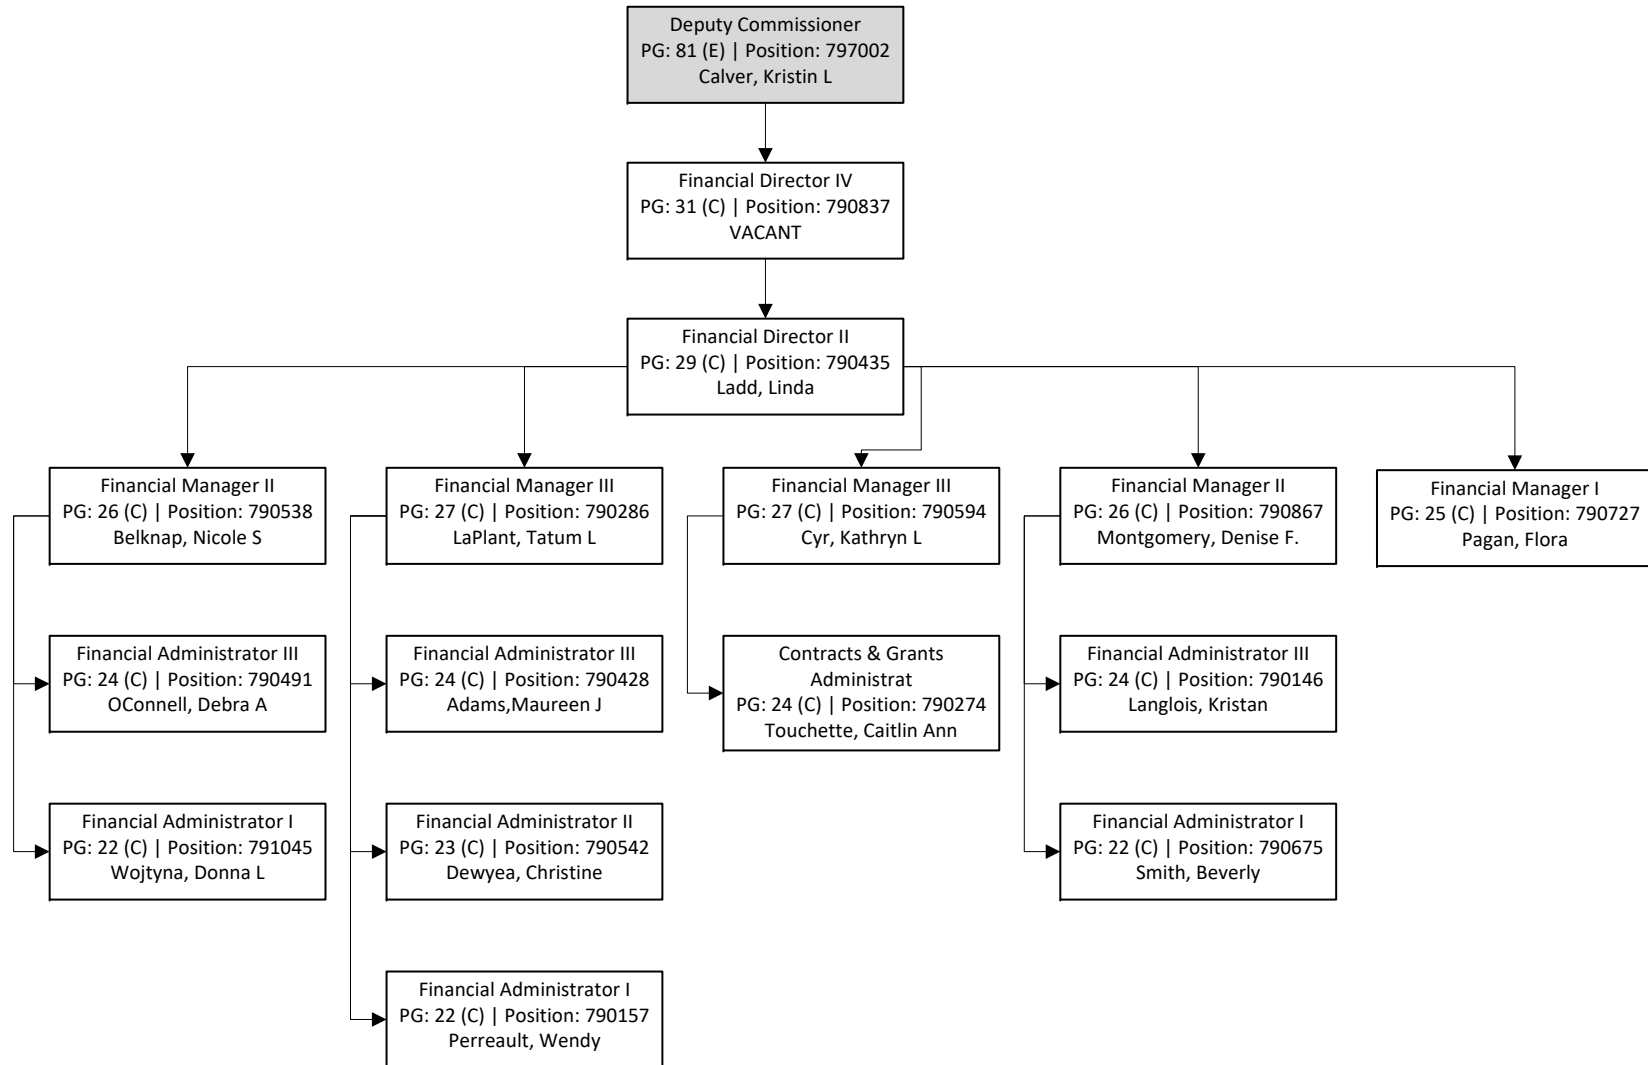 Deputy Commissioner
PG: 81 (E) | Position: 797002
Calver, Kristin L
Financial Director IV
PG: 31 (C) | Position: 790837
VACANT
Financial Director II
PG: 29 (C) | Position: 790435
Ladd, Linda
Financial Manager II
PG: 26 (C) | Position: 790538
Belknap, Nicole S
Financial Manager III
PG: 27 (C) | Position: 790286
LaPlant, Tatum L
Financial Manager III
PG: 27 (C) | Position: 790594
Cyr, Kathryn L
Financial Manager II
PG: 26 (C) | Position: 790867
Montgomery, Denise F.
Financial Manager I
PG: 25 (C) | Position: 790727
Pagan, Flora
Financial Administrator III
PG: 24 (C) | Position: 790491
OConnell, Debra A
Financial Administrator III
PG: 24 (C) | Position: 790428
Adams,Maureen J
Contracts & Grants
Administrat
PG: 24 (C) | Position: 790274
Touchette, Caitlin Ann
Financial Administrator III
PG: 24 (C) | Position: 790146
Langlois, Kristan
Financial Administrator I
PG: 22 (C) | Position: 791045
Wojtyna, Donna L
Financial Administrator II
PG: 23 (C) | Position: 790542
Dewyea, Christine
Financial Administrator I
PG: 22 (C) | Position: 790675
Smith, Beverly
Financial Administrator I
PG: 22 (C) | Position: 790157
Perreault, Wendy